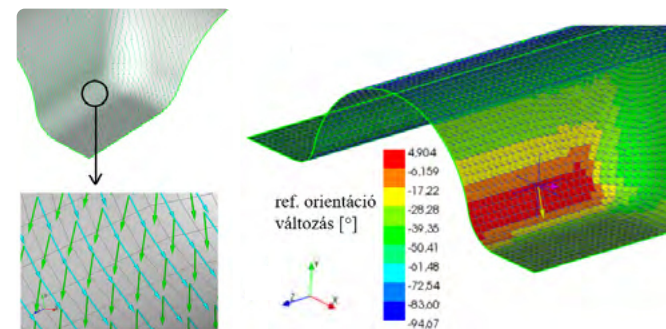 ref. orientáció
változás [°]
4.904
-6.159
-17.22
-28.28
-39.35
-50.41
-61.48
-72.54
-83.60
-94.67
Y
Z
X